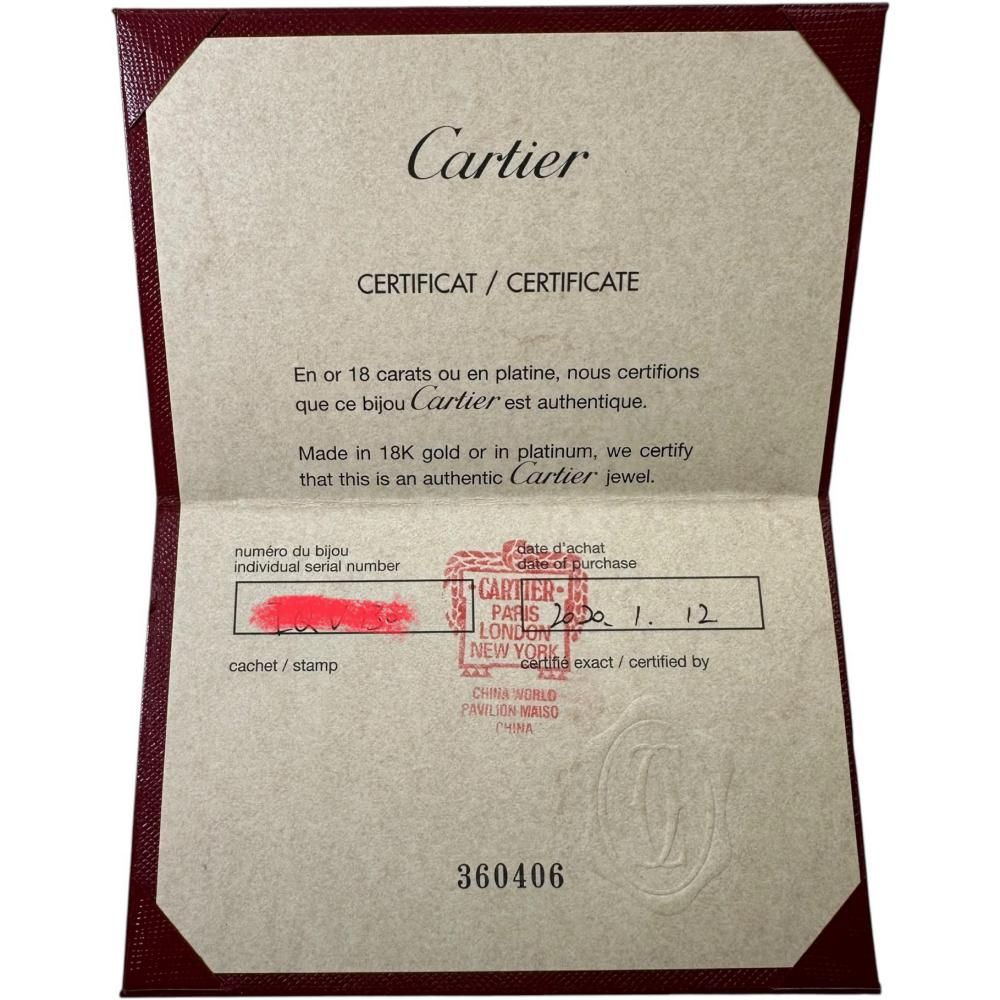 Cartier
CERTIFICAT / CERTIFICATE
En or 18 carats ou en platine, nous certifions
que ce bijou Cartier est authentique.
Made in 18K gold or in platinum, we certify
that this is an authentic Cartier jewel.
numéro du bijou
individual serial number
date d'achat
date of purchase
2020. 1. 12
CARTIER
PARIS
LONDON
NEW YORK
cachet / stamp
certifié exact / certified by
CHINA WORLD
PAVILION MAISO
CHINA
360406